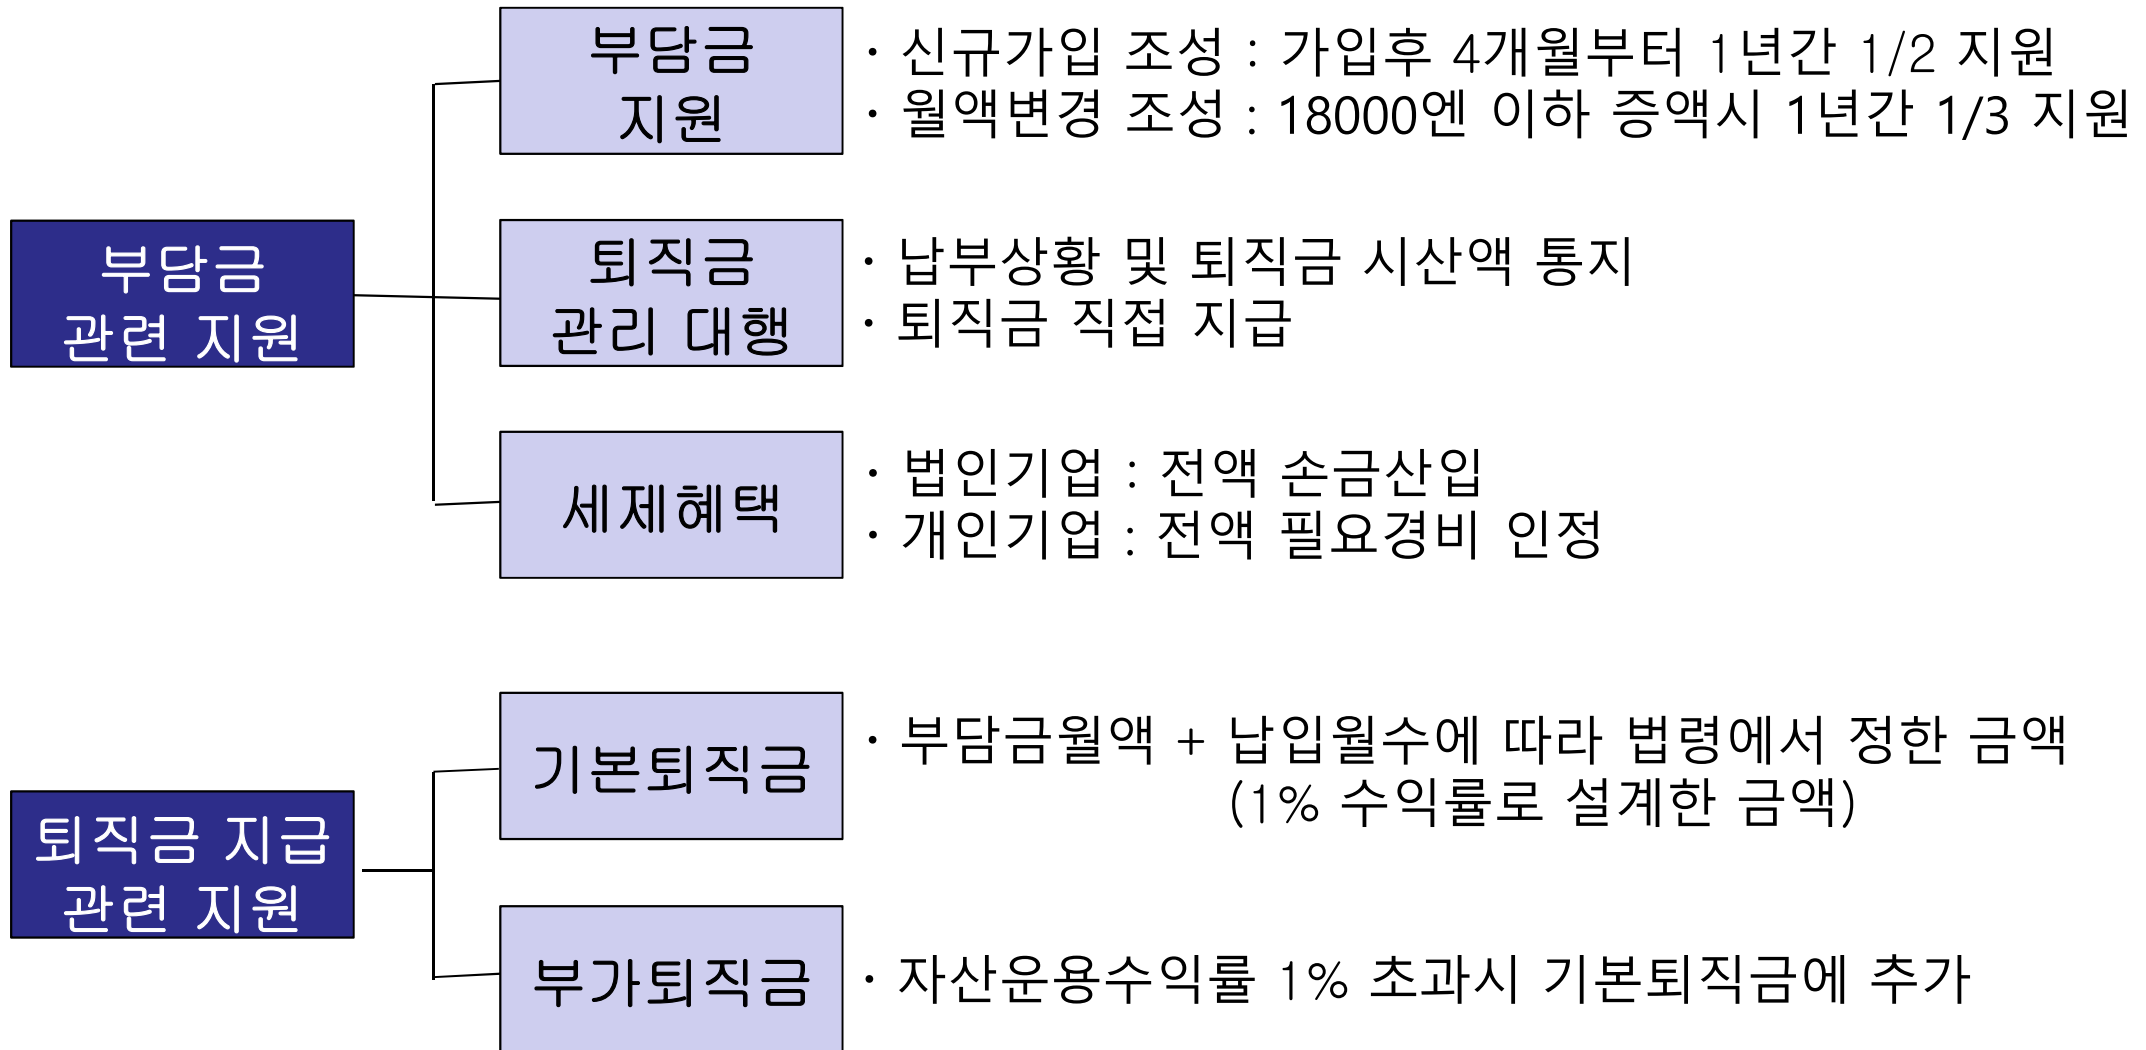 부담금
관련 지원
부담금
지원
· 신규가입 조성 : 가입후 4개월부터 1년간 1/2 지원
· 월액변경 조성 : 18000엔 이하 증액시 1년간 1/3 지원
퇴직금
관리 대행
· 납부상황 및 퇴직금 시산액 통지
· 퇴직금 직접 지급
세제혜택
· 법인기업 : 전액 손금산입
· 개인기업 : 전액 필요경비 인정
퇴직금 지급
관련 지원
기본퇴직금
· 부담금월액 + 납입월수에 따라 법령에서 정한 금액
(1% 수익률로 설계한 금액)
부가퇴직금
· 자산운용수익률 1% 초과시 기본퇴직금에 추가